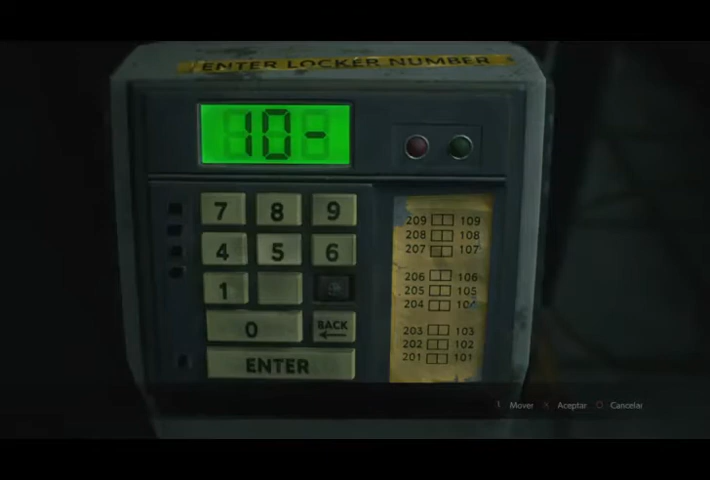 ENTER LOCKER NUMBER
10-
7 8 9
4 5 6
1
0 BACK
ENTER
209 109
208 108
207 107
206 106
205 105
204 104
203 103
202 102
201 101
Mover Aceptar Cancelar